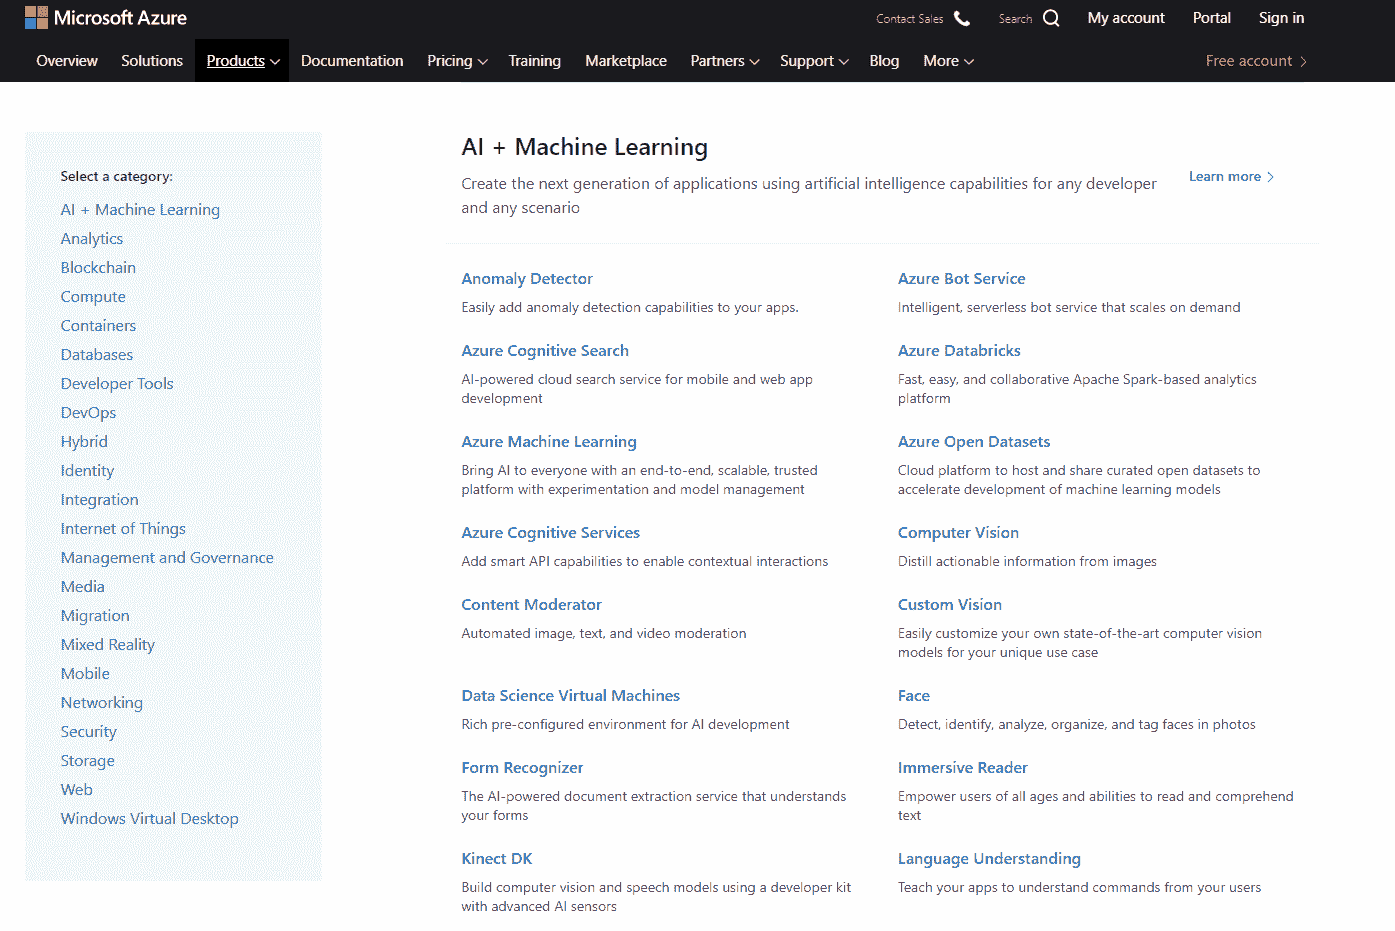 Microsoft Azure
Contact Sales
Search
My account
Portal
Sign in
Overview
Solutions
Products
Documentation
Pricing
Training
Marketplace
Partners
Support
Blog
More
Free account
Select a category:
AI + Machine Learning
Analytics
Blockchain
Compute
Containers
Databases
Developer Tools
DevOps
Hybrid
Identity
Integration
Internet of Things
Management and Governance
Media
Migration
Mixed Reality
Mobile
Networking
Security
Storage
Web
Windows Virtual Desktop
AI + Machine Learning
Create the next generation of applications using artificial intelligence capabilities for any developer
and any scenario
Learn more
Anomaly Detector
Easily add anomaly detection capabilities to your apps.
Azure Bot Service
Intelligent, serverless bot service that scales on demand
Azure Cognitive Search
AI-powered cloud search service for mobile and web app
development
Azure Databricks
Fast, easy, and collaborative Apache Spark-based analytics
platform
Azure Machine Learning
Bring AI to everyone with an end-to-end, scalable, trusted
platform with experimentation and model management
Azure Open Datasets
Cloud platform to host and share curated open datasets to
accelerate development of machine learning models
Azure Cognitive Services
Add smart API capabilities to enable contextual interactions
Computer Vision
Distill actionable information from images
Content Moderator
Automated image, text, and video moderation
Custom Vision
Easily customize your own state-of-the-art computer vision
models for your unique use case
Data Science Virtual Machines
Rich pre-configured environment for AI development
Face
Detect, identify, analyze, organize, and tag faces in photos
Form Recognizer
The AI-powered document extraction service that understands
your forms
Immersive Reader
Empower users of all ages and abilities to read and comprehend
text
Kinect DK
Build computer vision and speech models using a developer kit
with advanced AI sensors
Language Understanding
Teach your apps to understand commands from your users